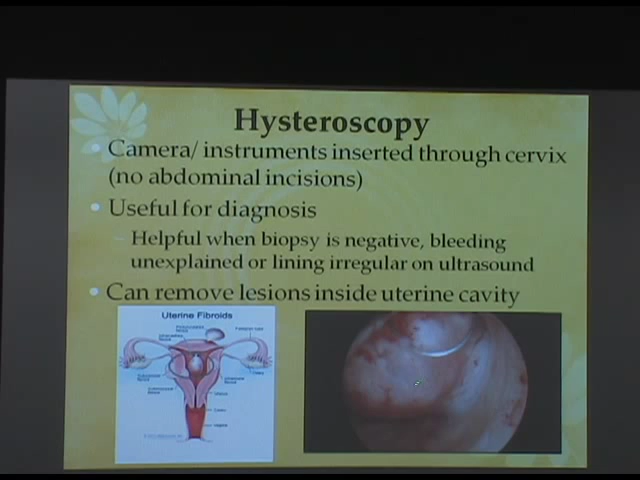 Hysteroscopy
• Camera/ instruments inserted through cervix
(no abdominal incisions)
• Useful for diagnosis
– Helpful when biopsy is negative, bleeding
unexplained or lining irregular on ultrasound
• Can remove lesions inside uterine cavity
Uterine Fibroids